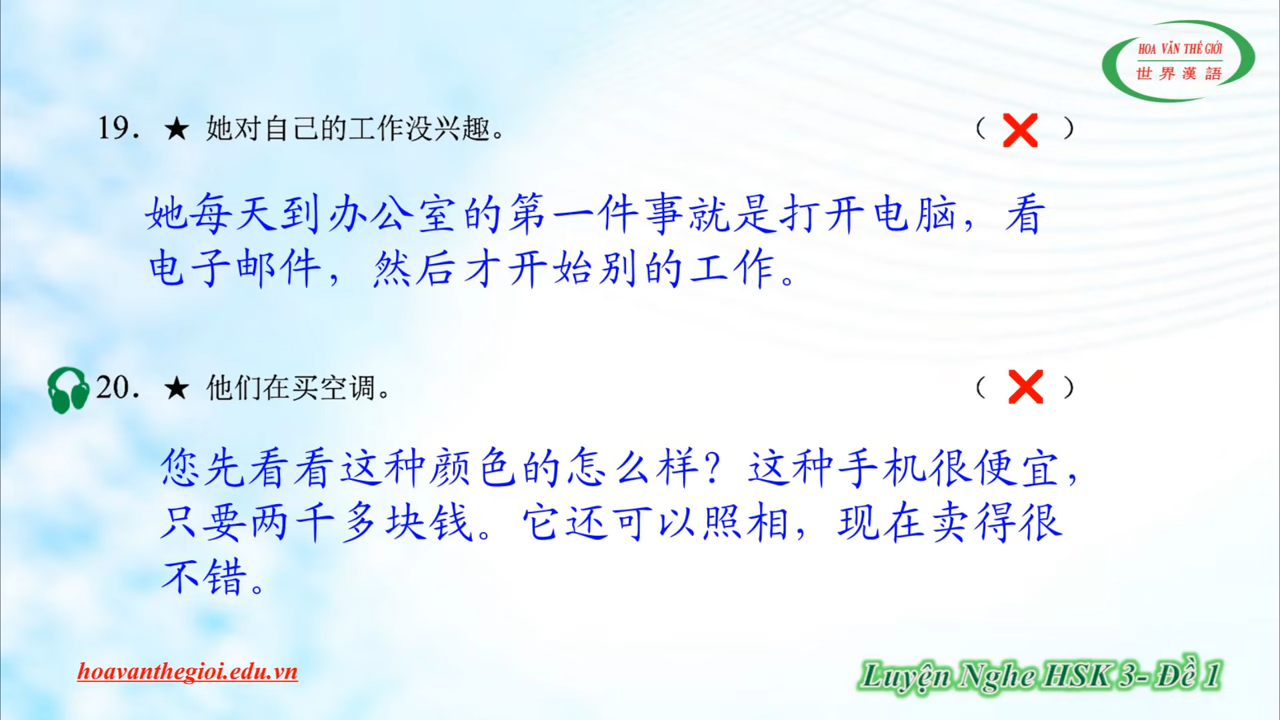 HOA VĂN THẾ GIỚI
世界漢語
19. ★ 她对自己的工作没兴趣。 ( ❌ )
她每天到办公室的第一件事就是打开电脑，看
电子邮件，然后才开始别的工作。
20. ★ 他们在买空调。 ( ❌ )
您先看看这种颜色的怎么样？这种手机很便宜，
只要两千多块钱。它还可以照相，现在卖得很
不错。
hoavanthegioi.edu.vn
Luyện Nghe HSK 3- Đề 1